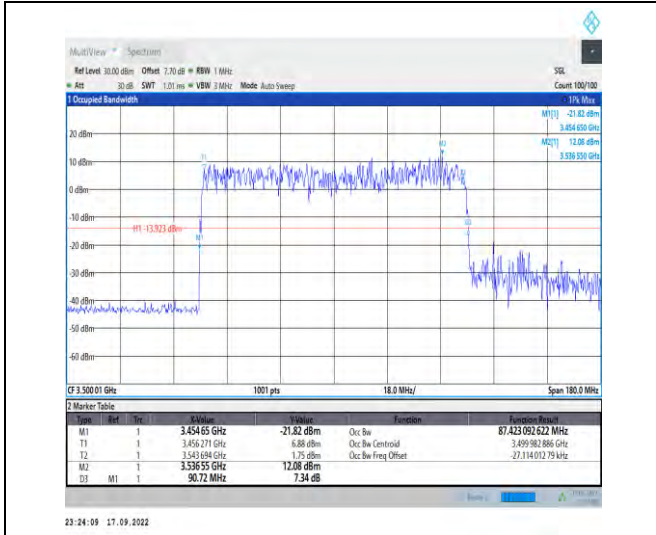 MultiView Spectrum
Ref Level 30.00 dBm Offset 7.70 dB RBW 1 MHz SGL
Att 30 dB SWT 1.01 ms VBW 3 MHz Mode Auto Sweep Count 100/100
1 Occupied Bandwidth 1Pk Max
M1[1] -21.82 dBm
3.454 650 GHz
20 dBm
M2[1] 12.08 dBm
3.536 550 GHz
M2
T1
10 dBm
0 dBm
-10 dBm
H1 -13.923 dBm
M1
-20 dBm
-30 dBm
-40 dBm
-50 dBm
-60 dBm
CF 3.500 01 GHz 1001 pts 18.0 MHz/ Span 180.0 MHz
2 Marker Table
Type Ref Trc X-Value Y-Value Function Function Result
M1 1 3.454 65 GHz -21.82 dBm Occ Bw 87.423 092 622 MHz
T1 1 3.456 271 GHz 6.88 dBm Occ Bw Centroid 3.499 982 886 GHz
T2 1 3.543 694 GHz 1.75 dBm Occ Bw Freq Offset -27.114 012 79 kHz
M2 1 3.536 55 GHz 12.08 dBm
D3 M1 1 90.72 MHz 7.34 dB
23:24:09 17.09.2022